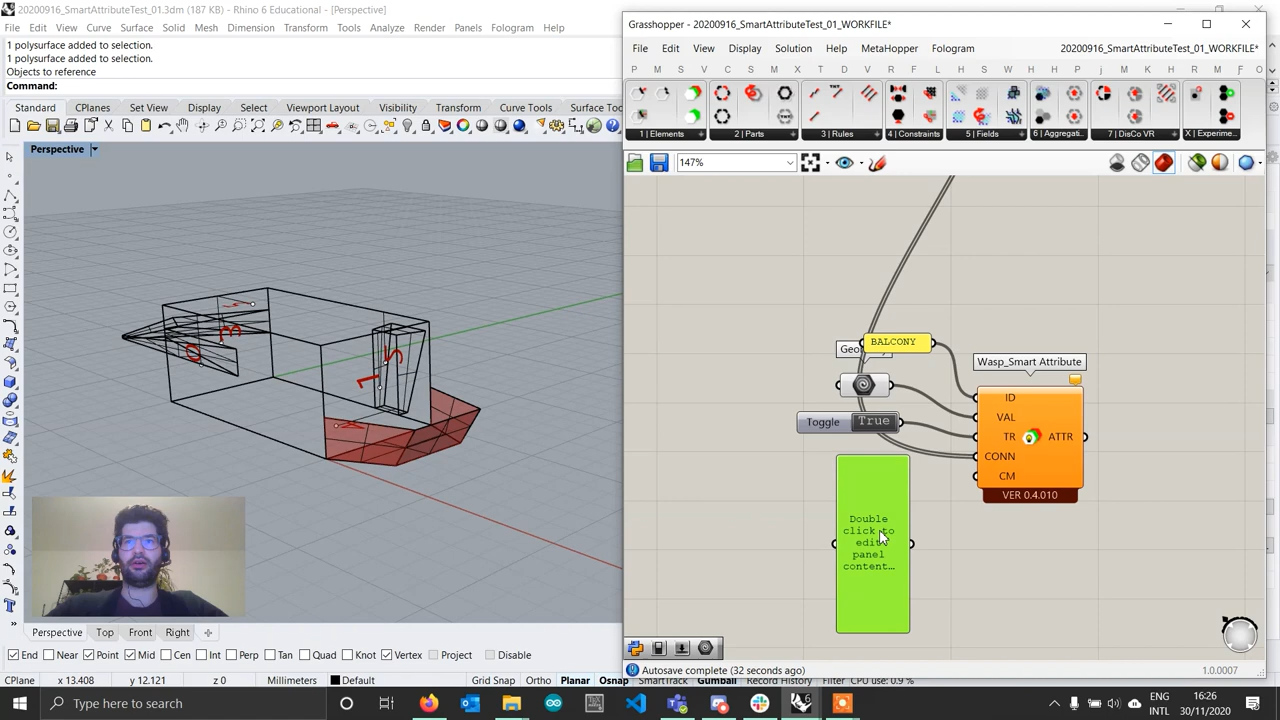 20200916_SmartAttributeTest_01.3dm (187 KB) - Rhino 6 Educational - [Perspective]
File Edit View Curve Surface Solid Mesh Dimension Transform Tools Analyze Render Panels Fologram Help
1 polysurface added to selection.
1 polysurface added to selection.
Objects to reference
Command:
Standard CPlanes Set View Display Select Viewport Layout Visibility Transform Curve Tools Surface Too
Perspective
Perspective Top Front Right
End Near Point Mid Cen Int Perp Tan Quad Knot Vertex Project Disable
CPlane x 13.408 y 12.121 z 0 Millimeters Default Grid Snap Ortho Planar Osnap SmartTrack Gumball Record History Filter CPU use: 0.9 %
Grasshopper - 20200916_SmartAttributeTest_01_WORKFILE*
File Edit View Display Solution Help MetaHopper Fologram 20200916_SmartAttributeTest_01_WORKFILE*
P M S V C S M X T D V R L H S W H K P j M V H R M F O
1 | Elements 2 | Parts 3 | Rules 4 | Constraints 5 | Fields 6 | Aggregati.. 7 | DisCo VR X | Experime..
147%
BALCONY
Geo
Toggle True
Wasp_Smart Attribute
ID
VAL
TR ATTR
CONN
CM
VER 0.4.010
Double
click to
edit
panel
content…
Autosave complete (32 seconds ago) 1.0.0007
Type here to search
ENG
INTL
16:26
30/11/2020